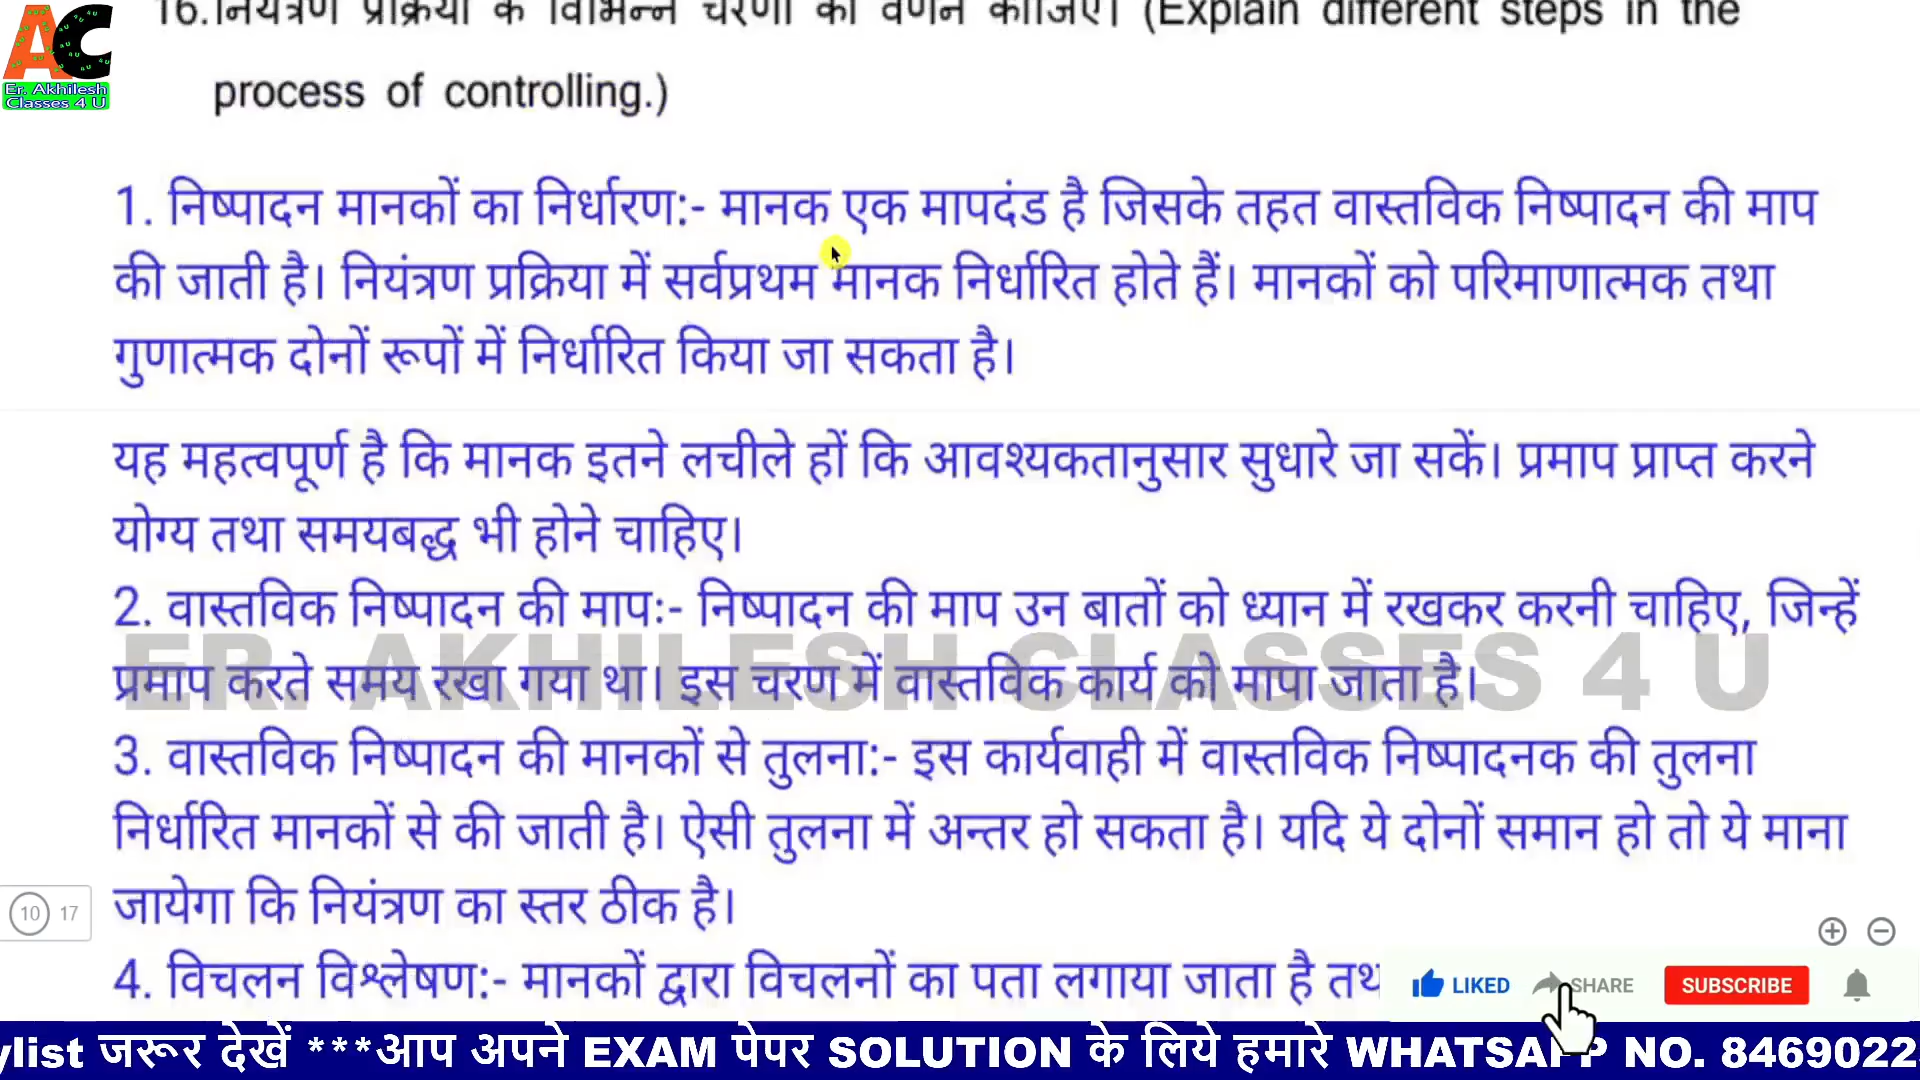 16. नियंत्रण प्रक्रिया के विभिन्न चरणों का वर्णन कीजिए। (Explain different steps in the
process of controlling.)
AC
Er. Akhilesh
Classes 4 U
1. निष्पादन मानकों का निर्धारण:- मानक एक मापदंड है जिसके तहत वास्तविक निष्पादन की माप
की जाती है। नियंत्रण प्रक्रिया में सर्वप्रथम मानक निर्धारित होते हैं। मानकों को परिमाणात्मक तथा
गुणात्मक दोनों रूपों में निर्धारित किया जा सकता है।
यह महत्वपूर्ण है कि मानक इतने लचीले हों कि आवश्यकतानुसार सुधारे जा सकें। प्रमाप प्राप्त करने
योग्य तथा समयबद्ध भी होने चाहिए।
2. वास्तविक निष्पादन की माप:- निष्पादन की माप उन बातों को ध्यान में रखकर करनी चाहिए, जिन्हें
प्रमाप करते समय रखा गया था। इस चरण में वास्तविक कार्य को मापा जाता है।
ER. AKHILESH CLASSES 4 U
3. वास्तविक निष्पादन की मानकों से तुलना:- इस कार्यवाही में वास्तविक निष्पादनक की तुलना
निर्धारित मानकों से की जाती है। ऐसी तुलना में अन्तर हो सकता है। यदि ये दोनों समान हो तो ये माना
जायेगा कि नियंत्रण का स्तर ठीक है।
10 17
4. विचलन विश्लेषण:- मानकों द्वारा विचलनों का पता लगाया जाता है
LIKED SHARE SUBSCRIBE
ylist जरूर देखें ***आप अपने EXAM पेपर SOLUTION के लिये हमारे WHATSAPP NO. 8469022